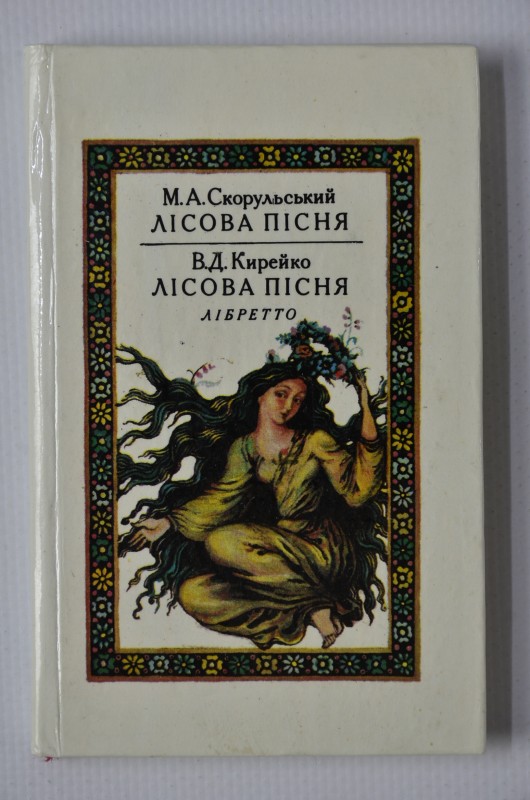 М.А.Скорульський
ЛІСОВА ПІСНЯ
В.Д.Кирейко
ЛІСОВА ПІСНЯ
ЛІБРЕТТО